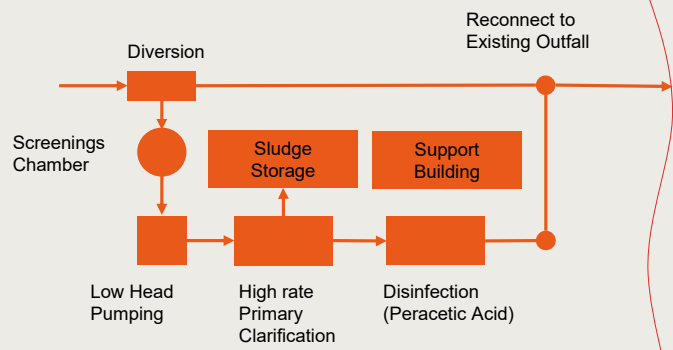 Reconnect to
Existing Outfall
Diversion
Screenings
Chamber
Sludge
Storage
Support
Building
Low Head
Pumping
High rate
Primary
Clarification
Disinfection
(Peracetic Acid)